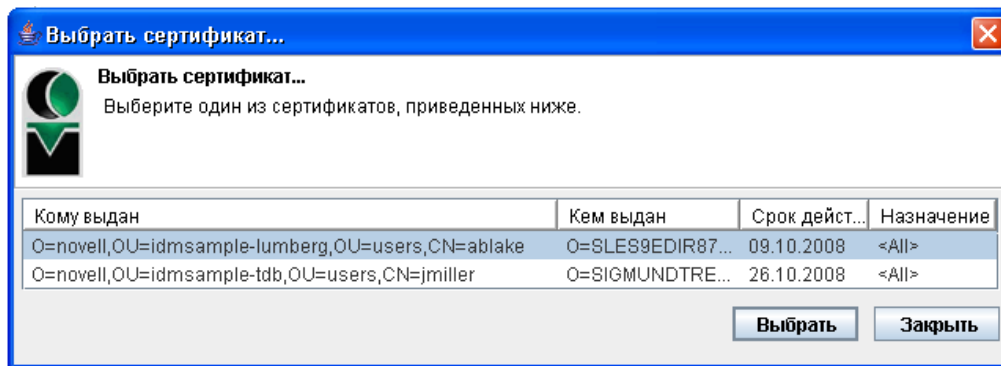 Выбрать сертификат...
Выбрать сертификат...
Выберите один из сертификатов, приведенных ниже.
Кому выдан Кем выдан Срок дейст... Назначение
O=novell,OU=idmsample-lumberg,OU=users,CN=ablake O=SLES9EDIR87... 09.10.2008 <All>
O=novell,OU=idmsample-tdb,OU=users,CN=jmiller O=SIGMUNDTRE... 26.10.2008 <All>
Выбрать Закрыть